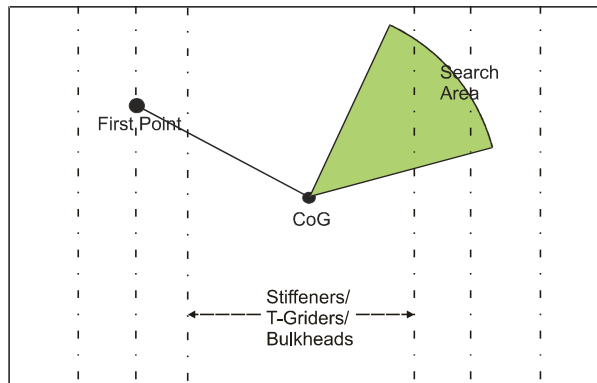 Search
Area
First Point
CoG
Stiffeners/
T-Griders/
Bulkheads